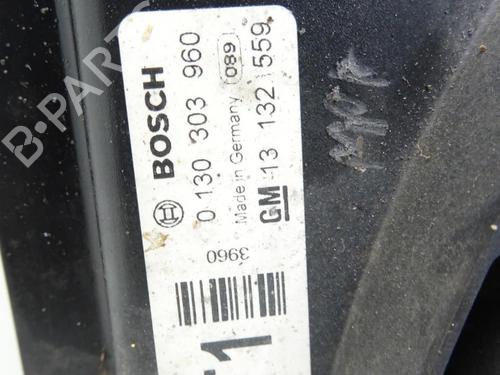 BOSCH
0 130 303 960
Made in Germany 089
GM 13 132 559
3960
B-PARTS